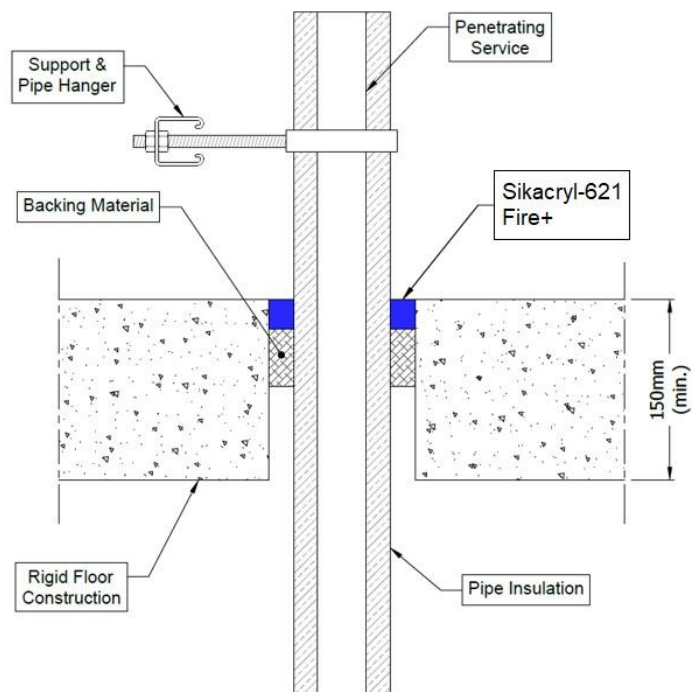 Penetrating
Service
Support &
Pipe Hanger
Sikacryl-621
Fire+
Backing Material
150mm
(min.)
Rigid Floor
Construction
Pipe Insulation